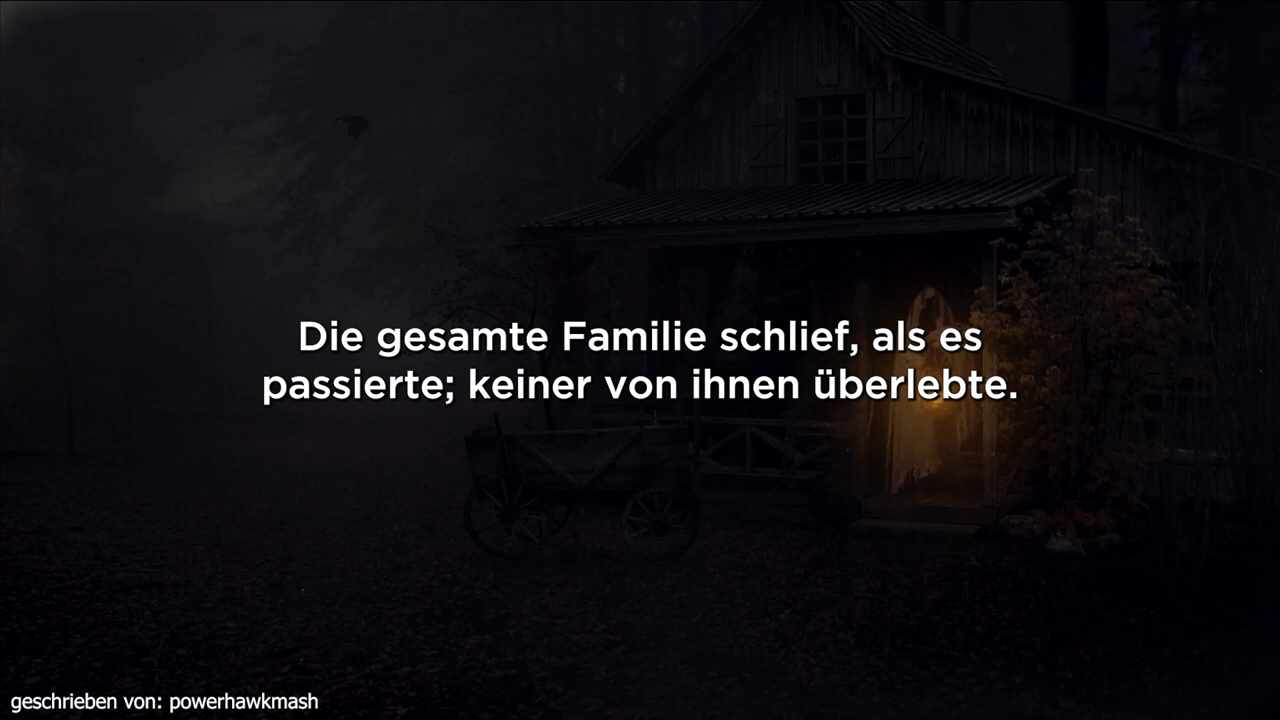 Die gesamte Familie schlief, als es
passierte; keiner von ihnen überlebte.
geschrieben von: powerhawkmash